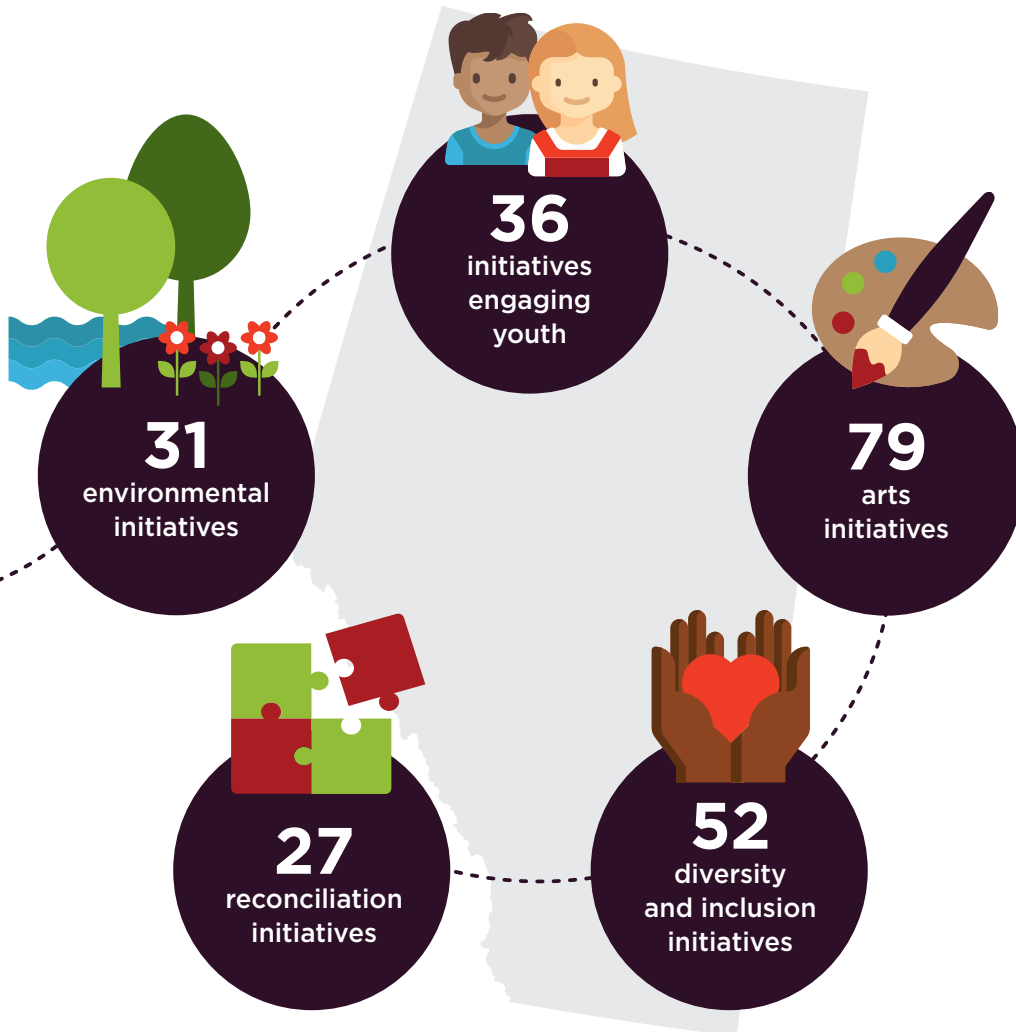 36
initiatives
engaging
youth
31
environmental
initiatives
79
arts
initiatives
27
reconciliation
initiatives
52
diversity
and inclusion
initiatives